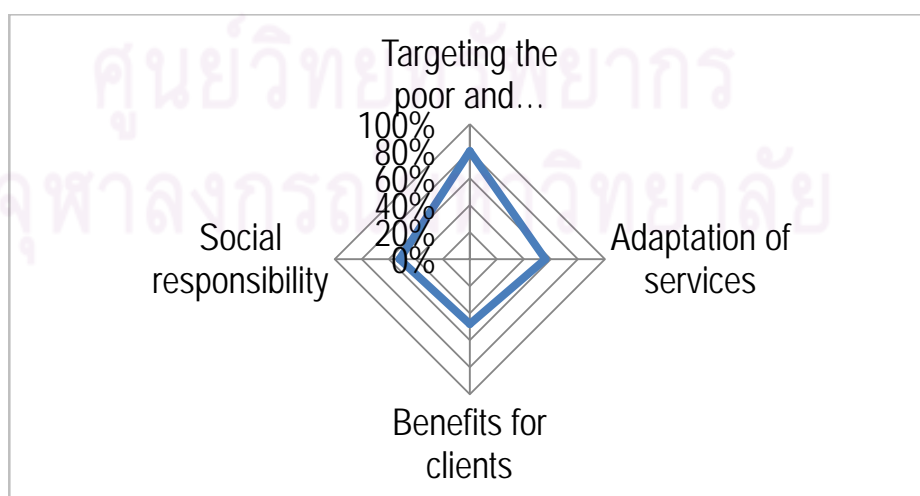 ศูนย์วิทยทรัพยากร
จุฬาลงกรณ์มหาวิทยาลัย
Targeting the
poor and…
100%
80%
60%
40%
20%
0%
Social
responsibility
Adaptation of
services
Benefits for
clients